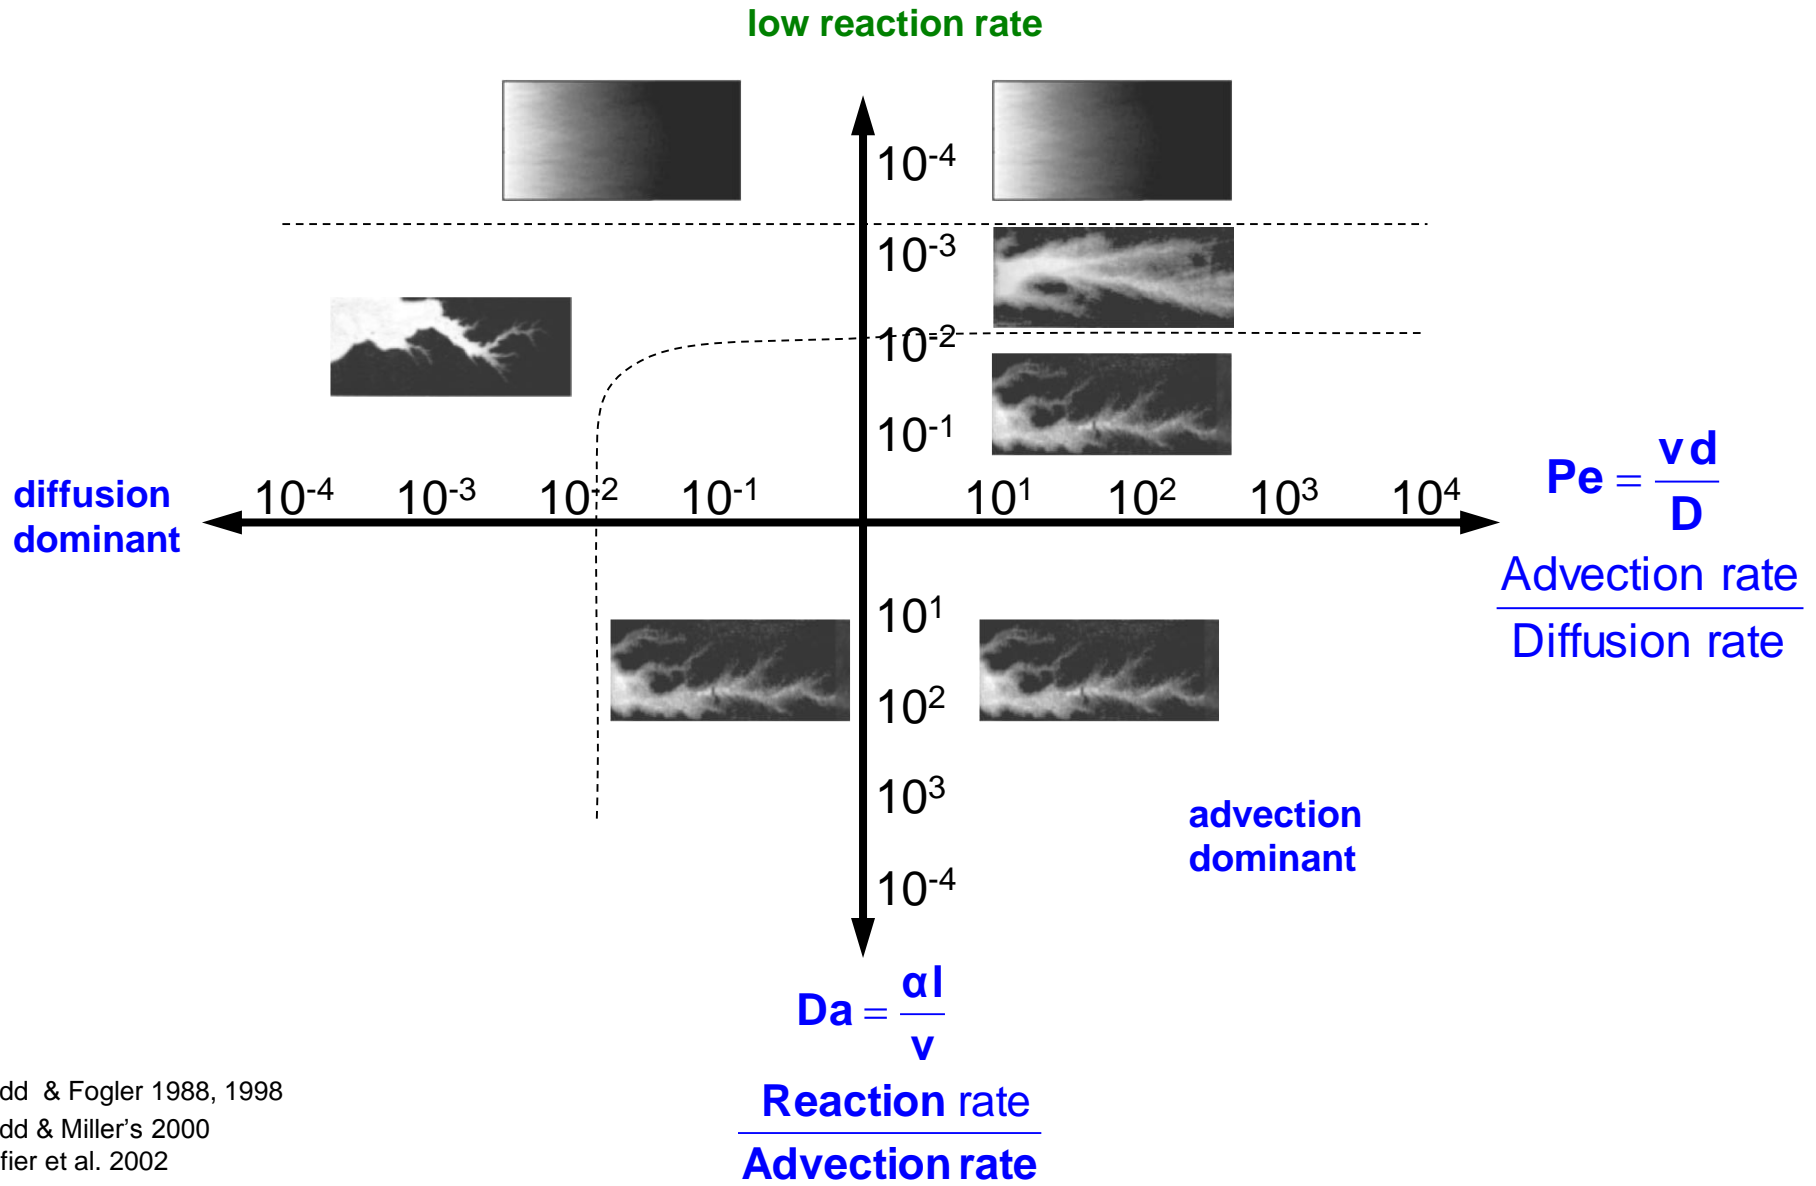 low reaction rate
10-4
10-3
10-2
10-1
diffusion
dominant
10-4 10-3 10-2 10-1 101 102 103 104
Pe = v d / D
Advection rate
Diffusion rate
101
102
103
10-4
advection
dominant
Da = αl / v
Reaction rate
Advection rate
dd & Fogler 1988, 1998
dd & Miller's 2000
fier et al. 2002